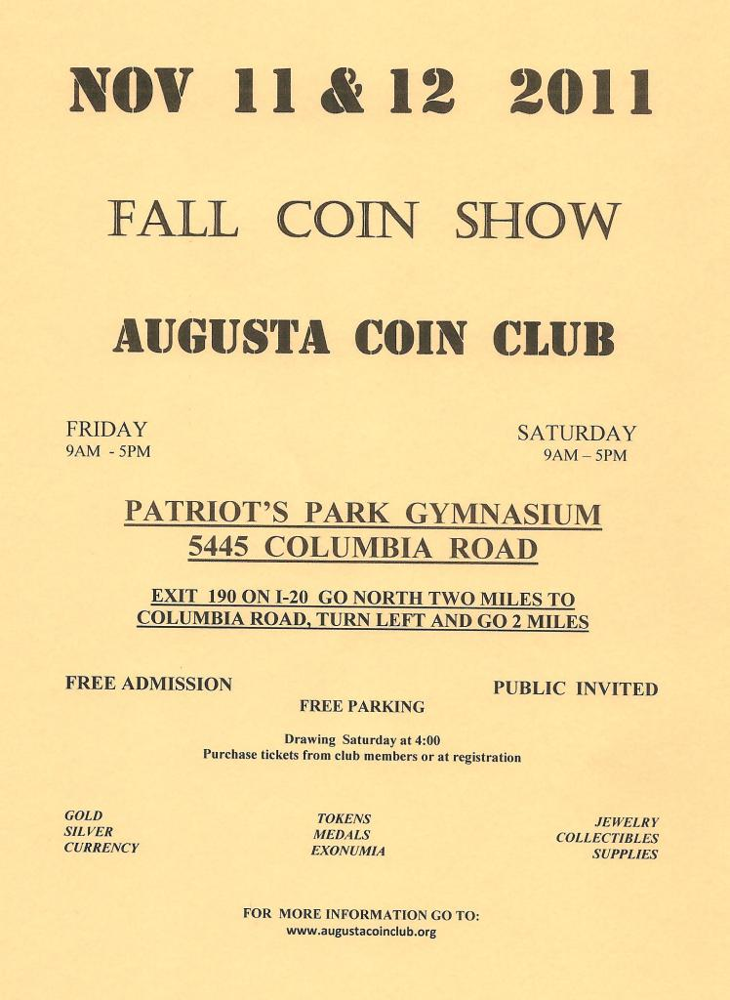 NOV 11 & 12 2011
FALL COIN SHOW
AUGUSTA COIN CLUB
FRIDAY
9AM - 5PM
SATURDAY
9AM – 5PM
PATRIOT'S PARK GYMNASIUM
5445 COLUMBIA ROAD
EXIT 190 ON I-20 GO NORTH TWO MILES TO
COLUMBIA ROAD, TURN LEFT AND GO 2 MILES
FREE ADMISSION
PUBLIC INVITED
FREE PARKING
Drawing Saturday at 4:00
Purchase tickets from club members or at registration
GOLD
SILVER
CURRENCY
TOKENS
MEDALS
EXONUMIA
JEWELRY
COLLECTIBLES
SUPPLIES
FOR MORE INFORMATION GO TO:
www.augustacoinclub.org